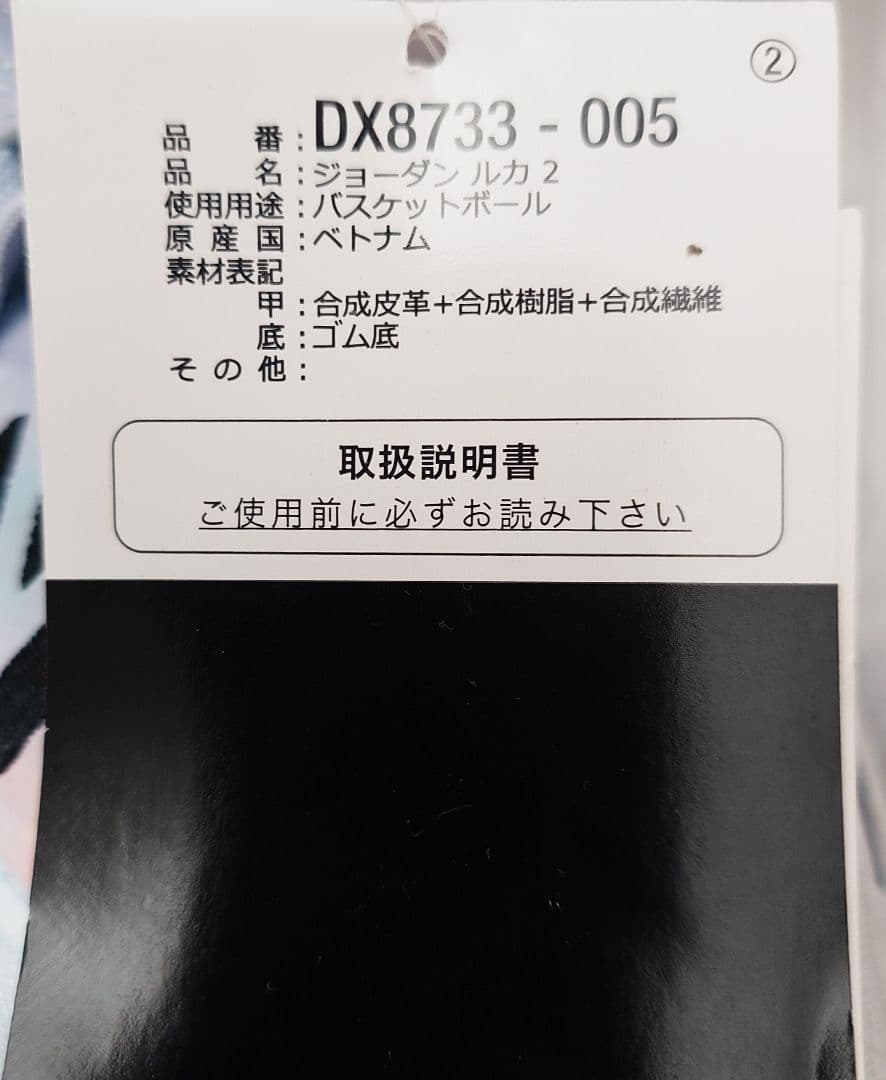 ②
品番:DX8733-005
品名:ジョーダン ルカ 2
使用用途:バスケットボール
原産国:ベトナム
素材表記
甲:合成皮革+合成樹脂+合成繊維
底:ゴム底
その他:
取扱説明書
ご使用前に必ずお読み下さい